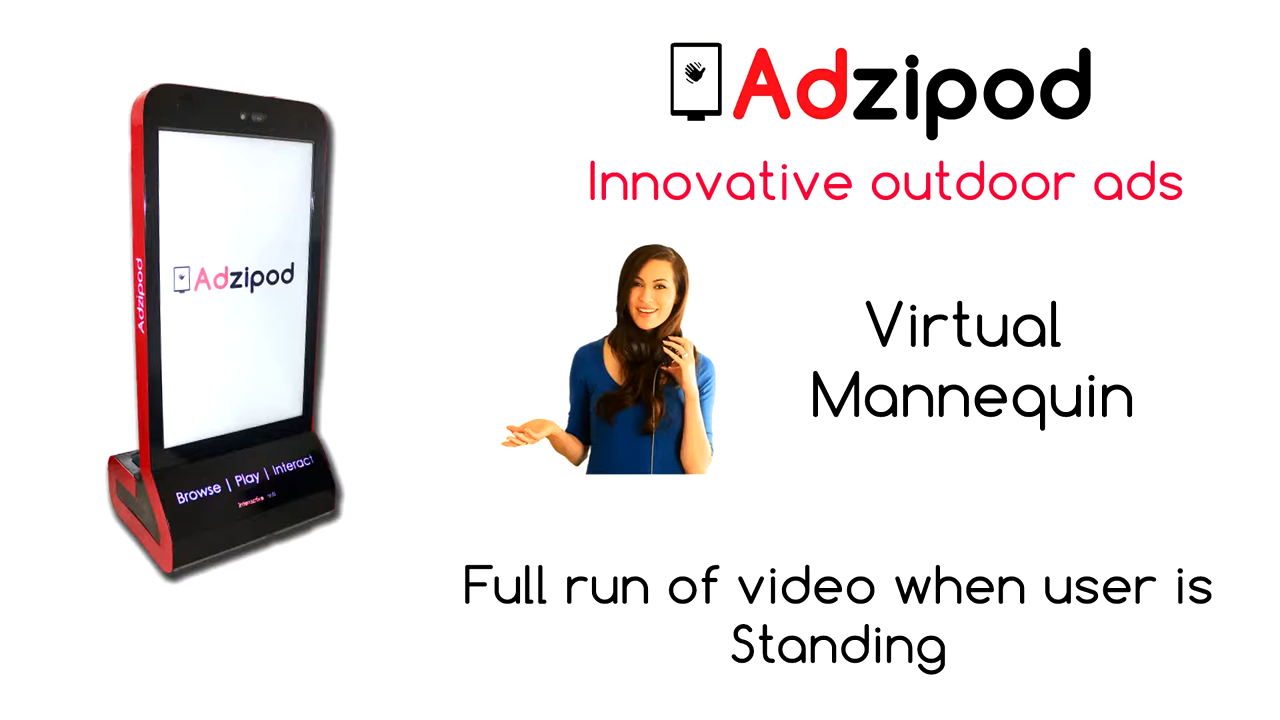 Adzipod
Innovative outdoor ads
Adzipod
Adzipod
Virtual
Mannequin
Browse | Play | Interact
Interactive
Full run of video when user is
Standing